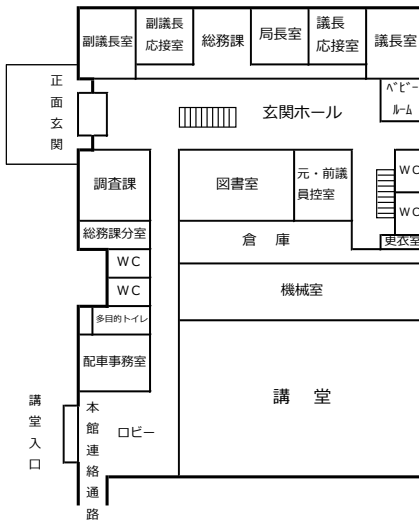 副議長室
副議長
応接室
総務課
局長室
議長
応接室
議長室
正面玄関
玄関ホール
ﾍﾞﾋﾞｰ
ﾙｰﾑ
調査課
図書室
元・前議
員控室
WC
WC
総務課分室
倉　庫
更衣室
WC
WC
機械室
多目的トイレ
配車事務室
講　堂
講堂入口
本館連絡通路
ロビー